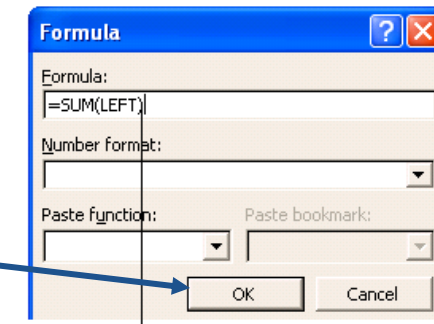 Formula
Formula:
=SUM(LEFT)
Number format:
Paste function: Paste bookmark:
OK Cancel